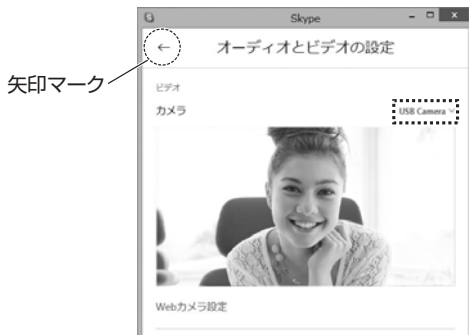 Skype
← オーディオとビデオの設定
矢印マーク
ビデオ
カメラ
USB Camera
Webカメラ設定